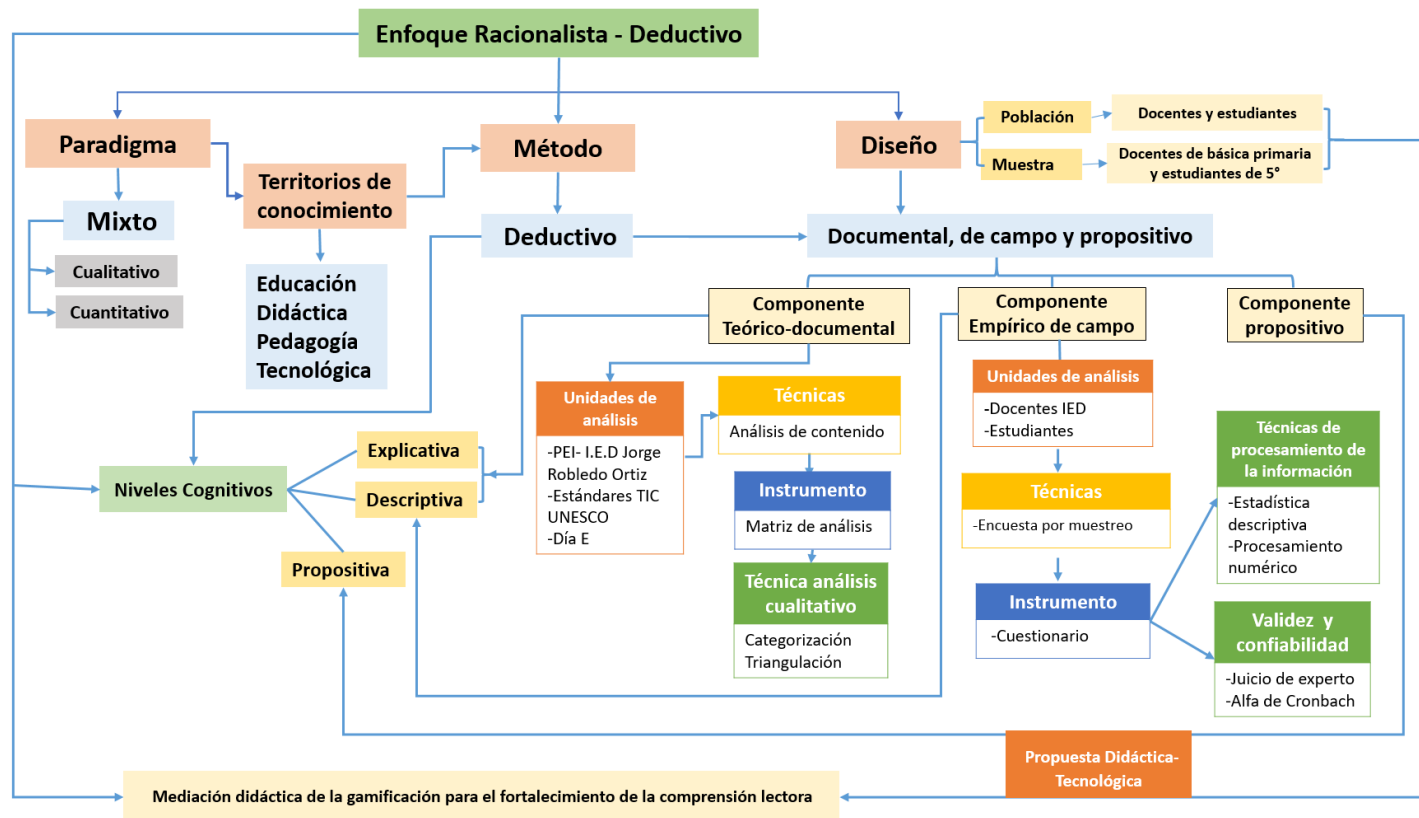 Enfoque Racionalista - Deductivo
Paradigma
Territorios de
conocimiento
Método
Diseño
Población
Docentes y estudiantes
Muestra
Docentes de básica primaria
y estudiantes de 5°
Mixto
Cualitativo
Cuantitativo
Educación
Didáctica
Pedagogía
Tecnológica
Deductivo
Documental, de campo y propositivo
Componente
Teórico-documental
Componente
Empírico de campo
Componente
propositivo
Niveles Cognitivos
Explicativa
Descriptiva
Propositiva
Unidades de
análisis
-PEI- I.E.D Jorge
Robledo Ortiz
-Estándares TIC
UNESCO
-Día E
Técnicas
Análisis de contenido
Instrumento
Matriz de análisis
Técnica análisis
cualitativo
Categorización
Triangulación
Unidades de análisis
-Docentes IED
-Estudiantes
Técnicas
-Encuesta por muestreo
Instrumento
-Cuestionario
Técnicas de
procesamiento de
la información
-Estadística
descriptiva
-Procesamiento
numérico
Validez y
confiabilidad
-Juicio de experto
-Alfa de Cronbach
Propuesta Didáctica-
Tecnológica
Mediación didáctica de la gamificación para el fortalecimiento de la comprensión lectora